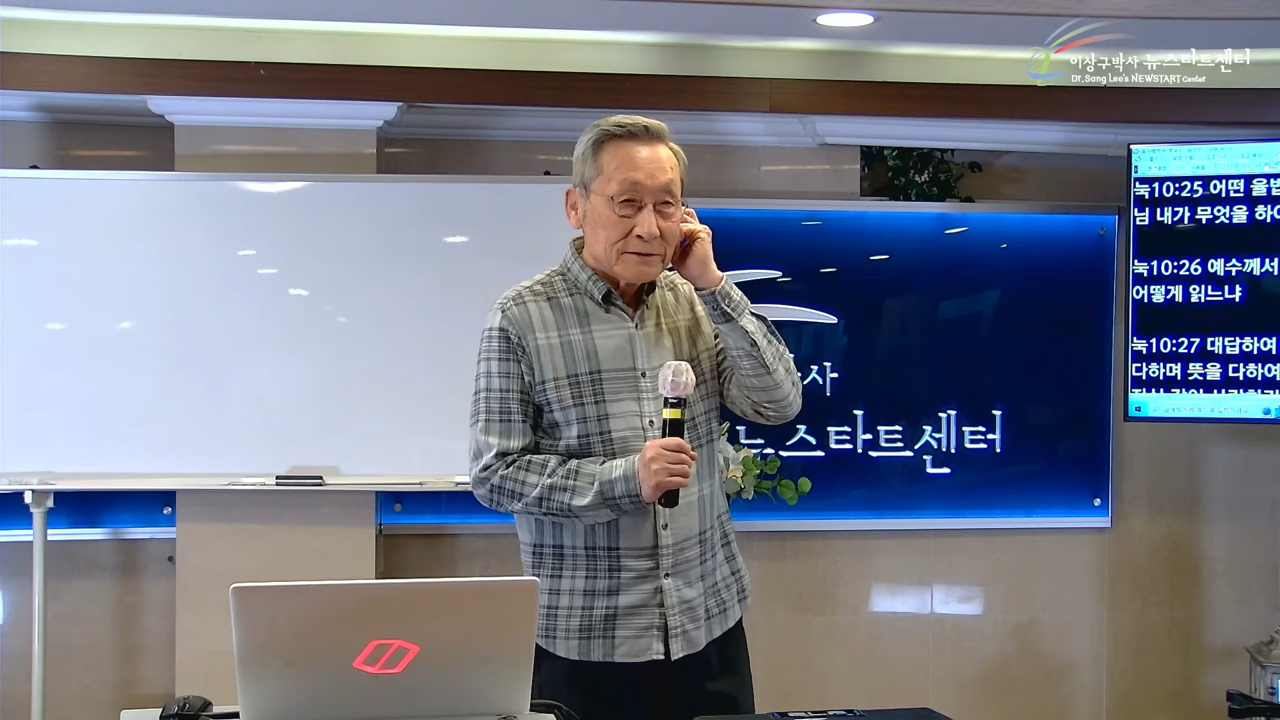 이상구박사 뉴스타트센터
Dr. Sang Lee's NEWSTART Center
눅10:25 어떤 율법
님 내가 무엇을 하여
눅10:26 예수께서
어떻게 읽느냐
눅10:27 대답하여
다하며 뜻을 다하여
사
뉴스타트센터